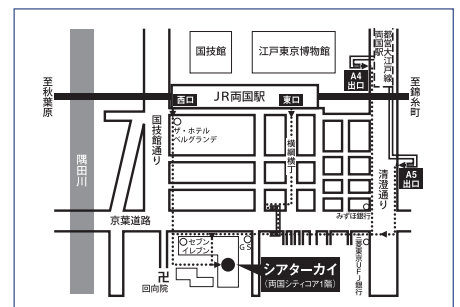 国技館
江戸東京博物館
都営大江戸線
両国駅
A4
出口
至秋葉原
JR両国駅
西口
東口
至錦糸町
ザ・ホテル
ベルグランデ
国技館通り
横綱横丁
隅田川
清澄通り
A5
出口
みずほ銀行
京葉道路
セブン
イレブン
GS
三菱東京UFJ銀行
シアターカイ
(両国シティコア1階)
回向院